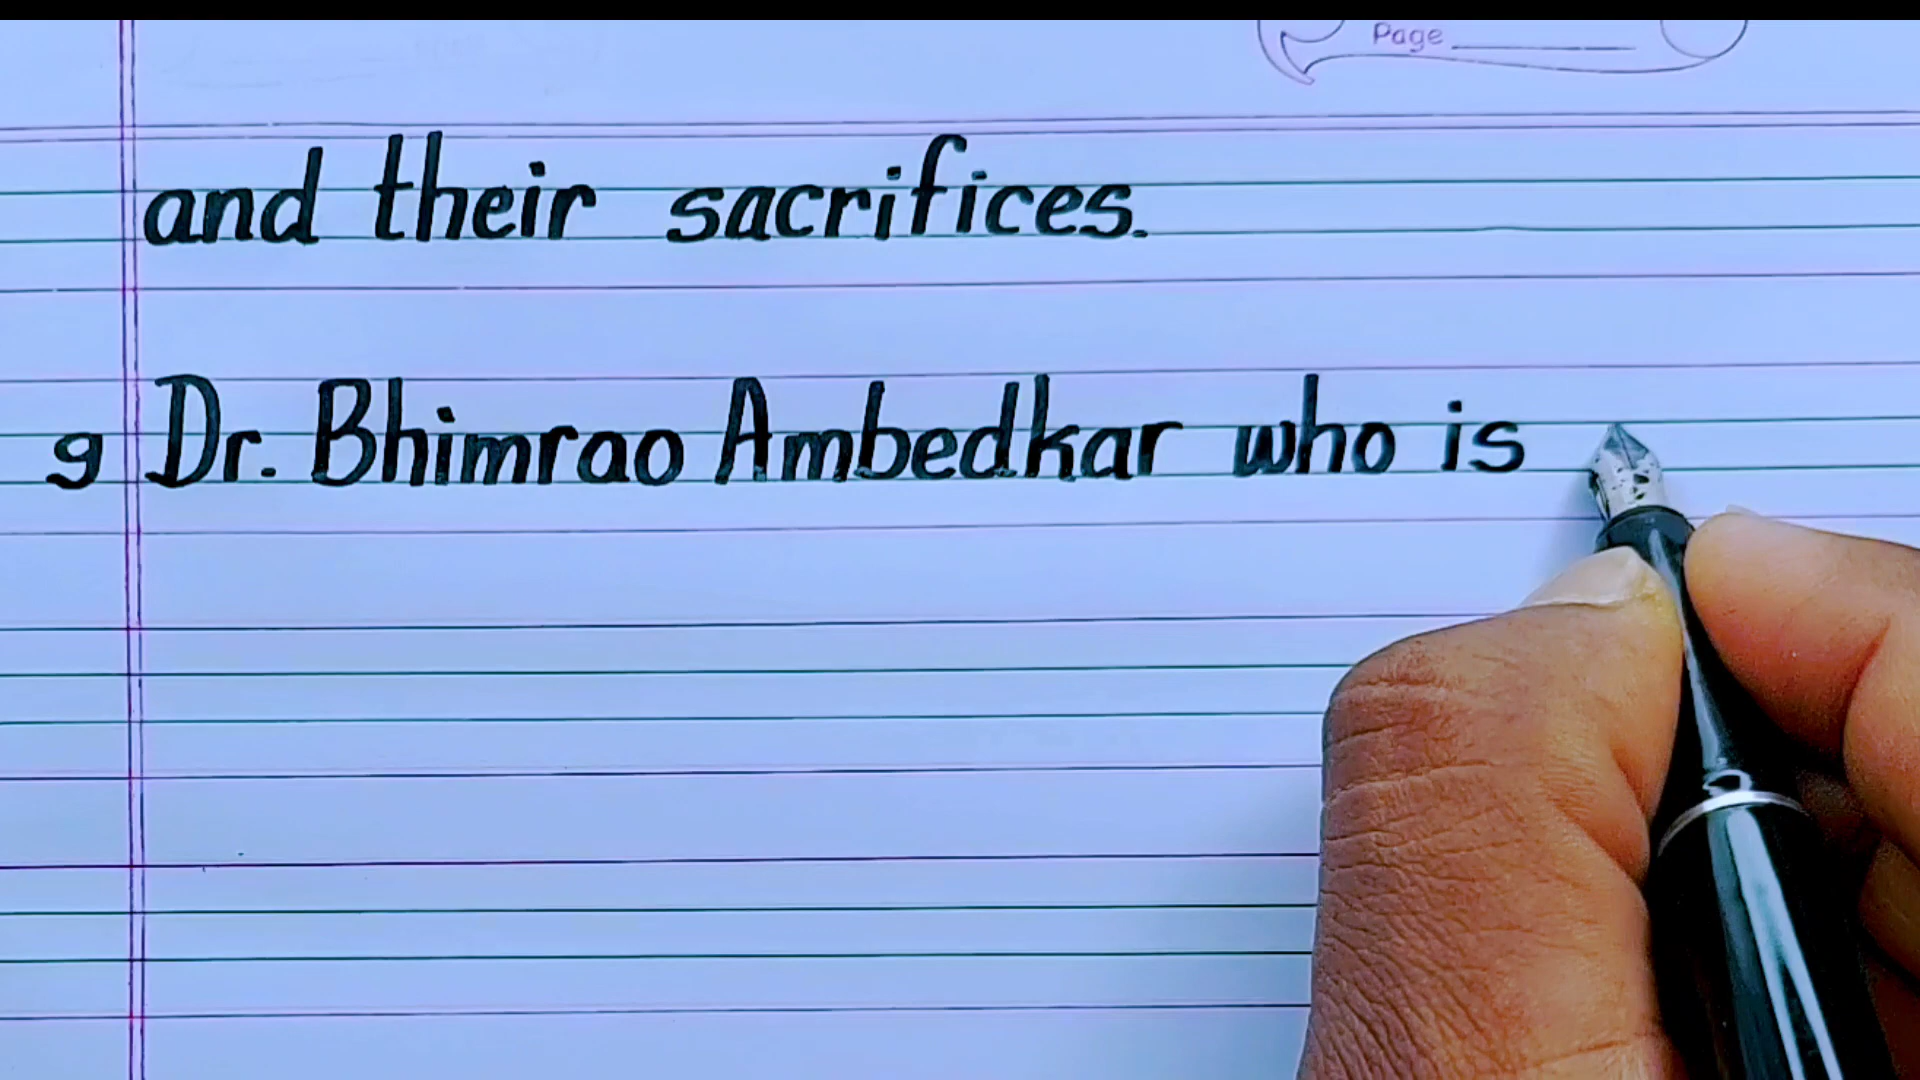 Page
and their sacrifices.
9 Dr. Bhimrao Ambedkar who is